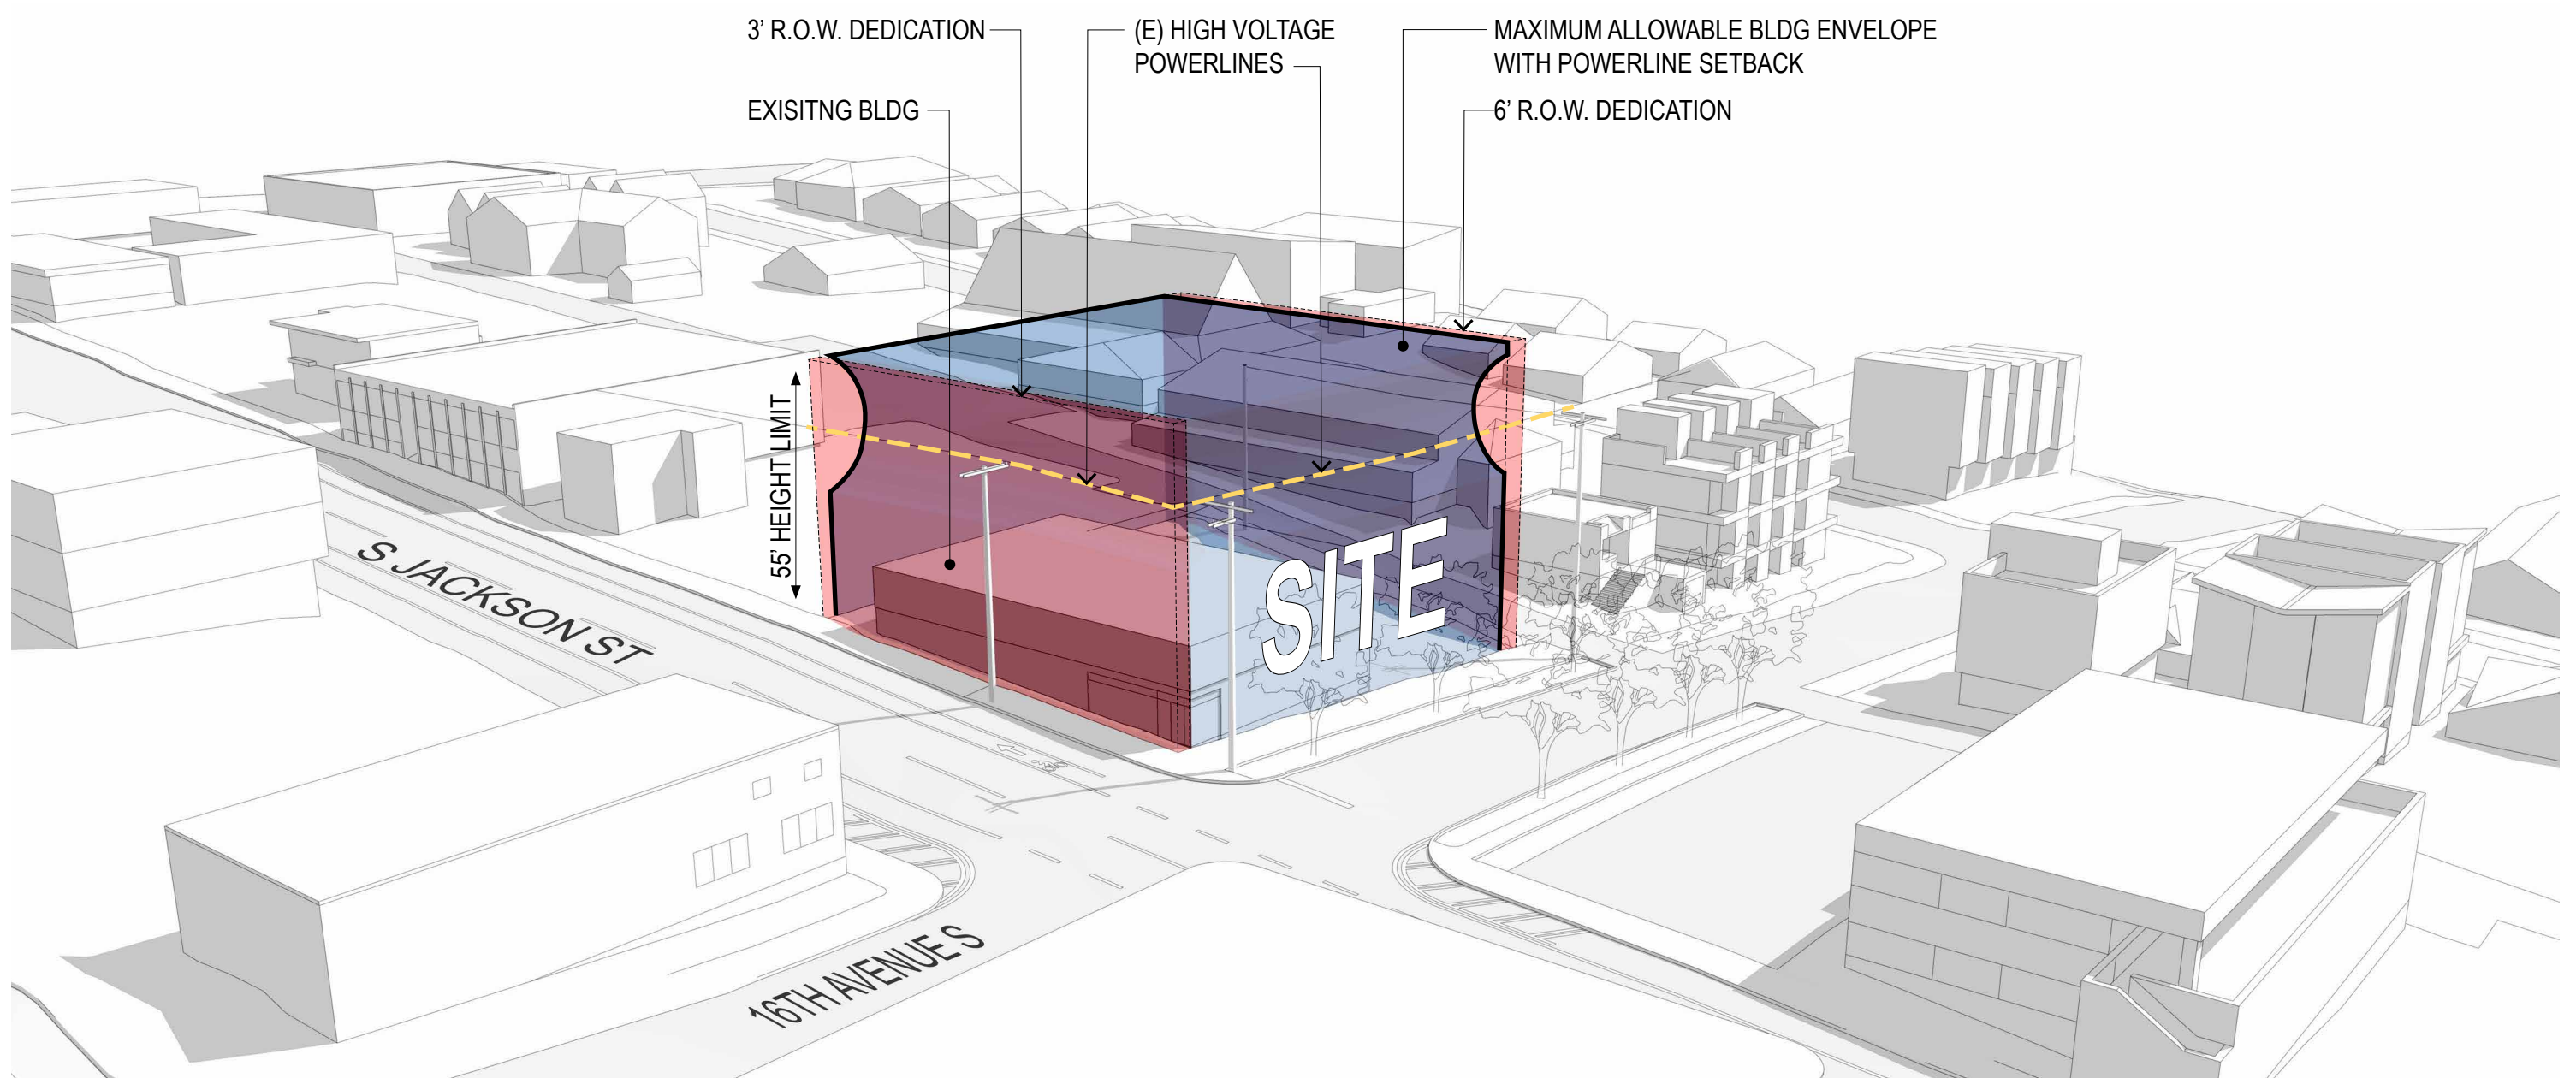 3’ R.O.W. DEDICATION
(E) HIGH VOLTAGE
POWERLINES
MAXIMUM ALLOWABLE BLDG ENVELOPE
WITH POWERLINE SETBACK
EXISITNG BLDG
6’ R.O.W. DEDICATION
55’ HEIGHT LIMIT
SITE
S JACKSON ST
16TH AVENUE S